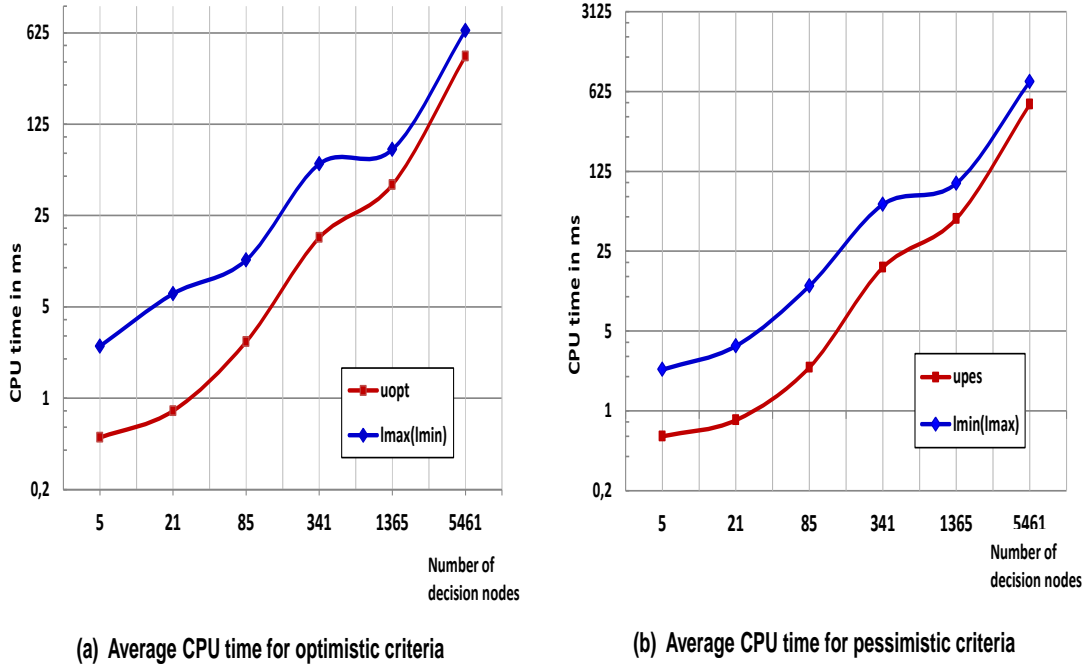 CPU time in ms
625
125
25
5
1
0,2
uopt
lmax(lmin)
5 21 85 341 1365 5461
Number of
decision nodes
(a) Average CPU time for optimistic criteria
CPU time in ms
3125
625
125
25
5
1
0,2
upes
lmin(lmax)
5 21 85 341 1365 5461
Number of
decision nodes
(b) Average CPU time for pessimistic criteria